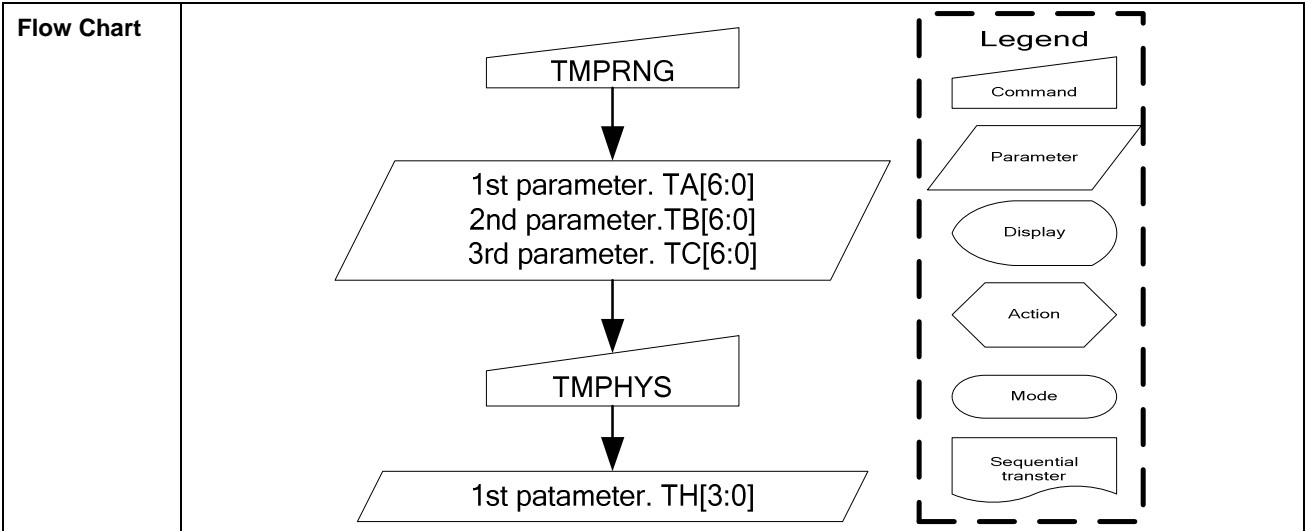 Flow Chart
TMPRNG
1st parameter. TA[6:0]
2nd parameter.TB[6:0]
3rd parameter. TC[6:0]
TMPHYS
1st patameter. TH[3:0]
Legend
Command
Parameter
Display
Action
Mode
Sequential
transter